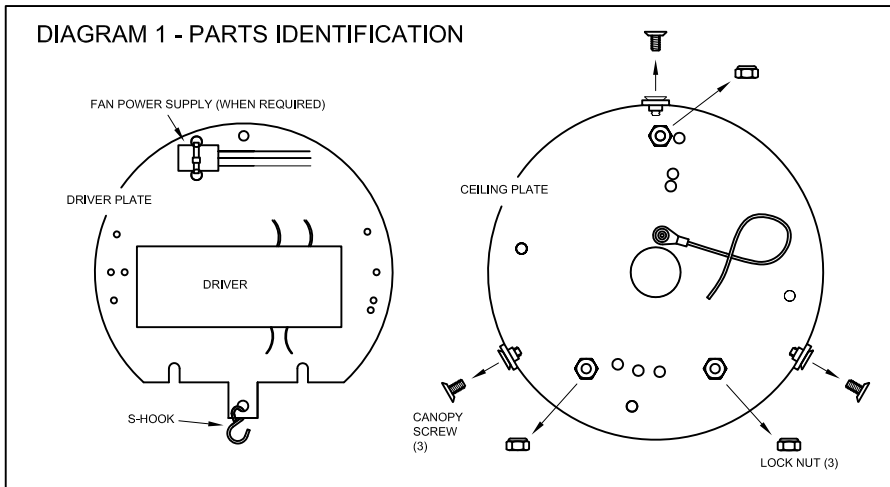 DIAGRAM 1 - PARTS IDENTIFICATION
FAN POWER SUPPLY (WHEN REQUIRED)
DRIVER PLATE
DRIVER
S-HOOK
CEILING PLATE
CANOPY
SCREW
(3)
LOCK NUT (3)